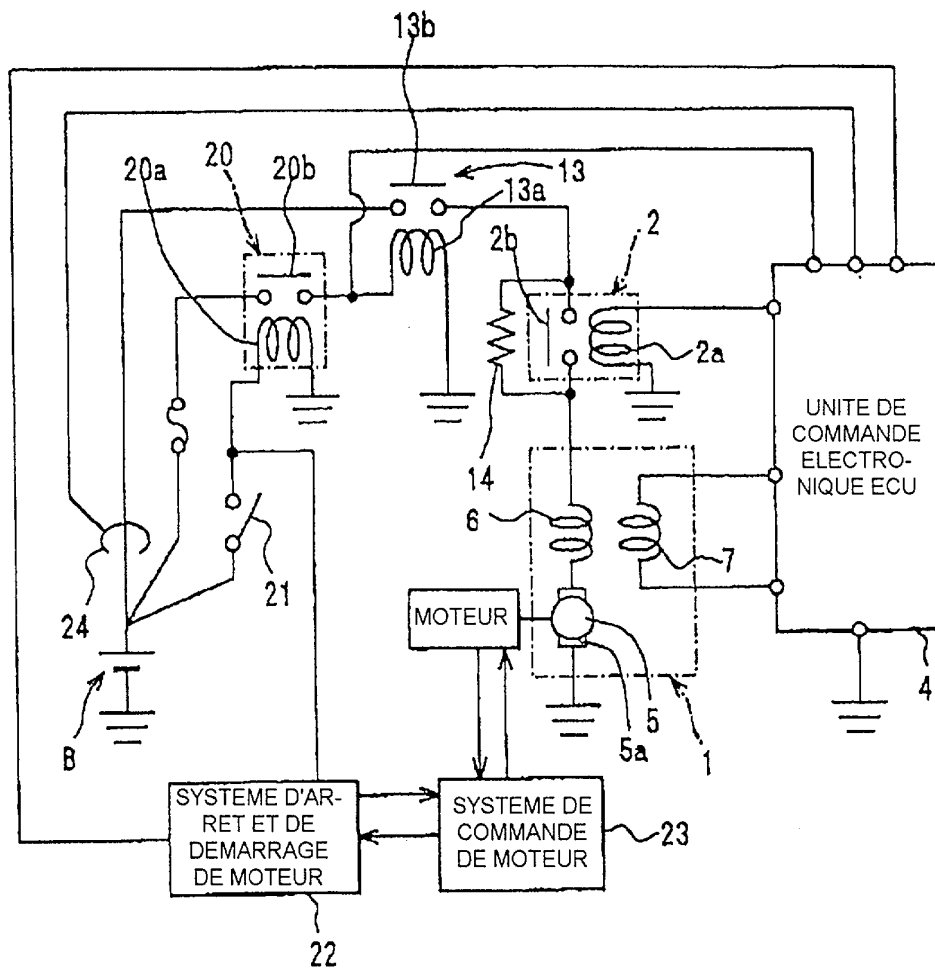 13b
20
20a
20b
13
13a
2b
2
2a
14
UNITE DE
COMMANDE
ELECTRO-
NIQUE ECU
6
7
24
21
MOTEUR
B
5
5a
1
4
SYSTEME D'AR-
RET ET DE
DEMARRAGE
DE MOTEUR
SYSTEME DE
COMMANDE
DE MOTEUR
23
22